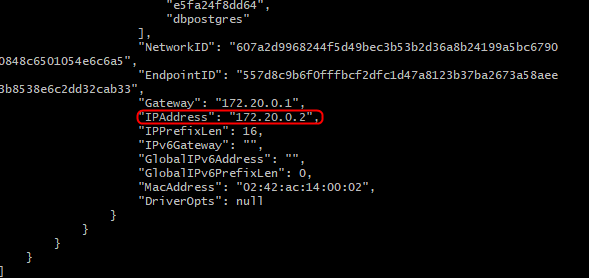 "e5fa24f8dd64",
"dbpostgres"
],
"NetworkID": "607a2d9968244f5d49bec3b53b2d36a8b24199a5bc6790
0848c6501054e6c6a5",
"EndpointID": "557d8c9b6f0fffbcf2dfc1d47a8123b37ba2673a58aee
3b8538e6c2dd32cab33",
"Gateway": "172.20.0.1",
"IPAddress": "172.20.0.2",
"IPPrefixLen": 16,
"IPv6Gateway": "",
"GlobalIPv6Address": "",
"GlobalIPv6PrefixLen": 0,
"MacAddress": "02:42:ac:14:00:02",
"DriverOpts": null
}
}
}
}
]